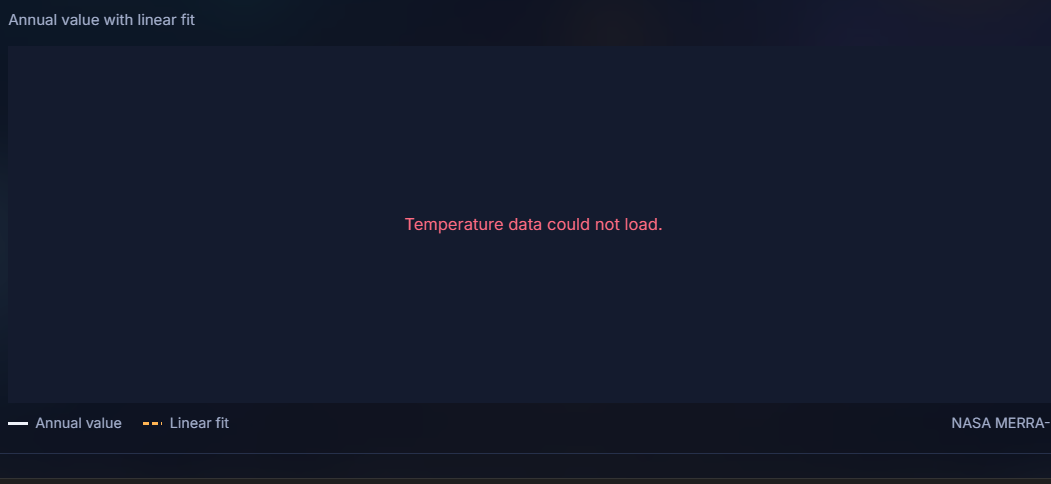 Annual value with linear fit
Temperature data could not load.
Annual value
Linear fit
NASA MERRA-